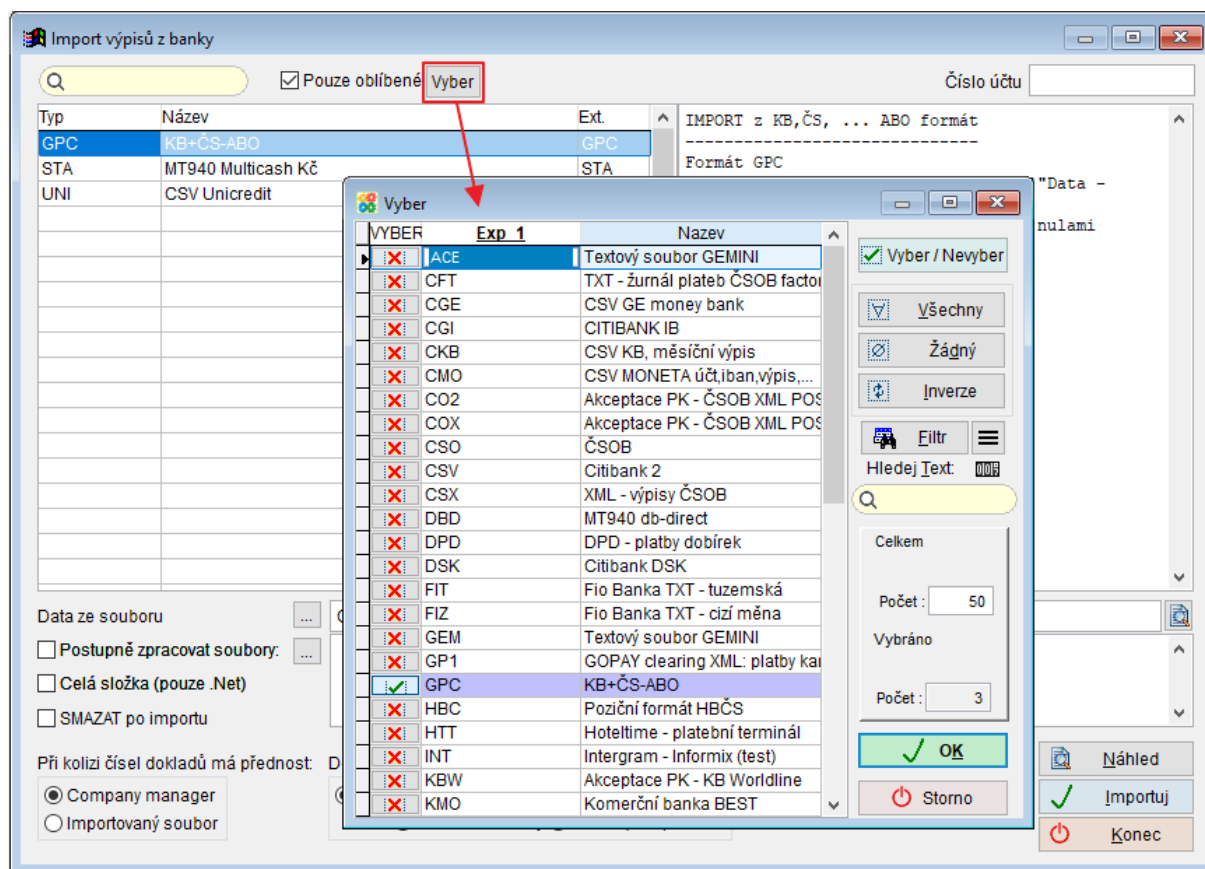 Import výpisů z banky
Pouze oblíbené Vyber Číslo účtu
Typ Název Ext.
GPC KB+ČS-ABO GPC
STA MT940 Multicash Kč STA
UNI CSV Unicredit
IMPORT z KB,ČS, ... ABO formát
------------------------------
Formát GPC
"Data -
nulami
Vyber
VYBER Exp_1 Nazev
ACE Textový soubor GEMINI
CFT TXT - žurnál plateb ČSOB factor
CGE CSV GE money bank
CGI CITIBANK IB
CKB CSV KB, měsíční výpis
CMO CSV MONETA účt,iban,výpis,...
CO2 Akceptace PK - ČSOB XML POS
COX Akceptace PK - ČSOB XML POS
CSO ČSOB
CSV Citibank 2
CSX XML - výpisy ČSOB
DBD MT940 db-direct
DPD DPD - platby dobírek
DSK Citibank DSK
FIT Fio Banka TXT - tuzemská
FIZ Fio Banka TXT - cizí měna
GEM Textový soubor GEMINI
GP1 GOPAY clearing XML: platby kar
GPC KB+ČS-ABO
HBC Poziční formát HBČS
HTT Hoteltime - platební terminál
INT Intergram - Informix (test)
KBW Akceptace PK - KB Worldline
KMO Komerční banka BEST
Vyber / Nevyber
Všechny
Žádný
Inverze
Filtr
Hledej Text:
Celkem
Počet : 50
Vybráno
Počet : 3
OK
Storno
Data ze souboru ...
Postupně zpracovat soubory: ...
Celá složka (pouze .Net)
SMAZAT po importu
Při kolizi čísel dokladů má přednost:
Company manager
Importovaný soubor
Náhled
Importuj
Konec